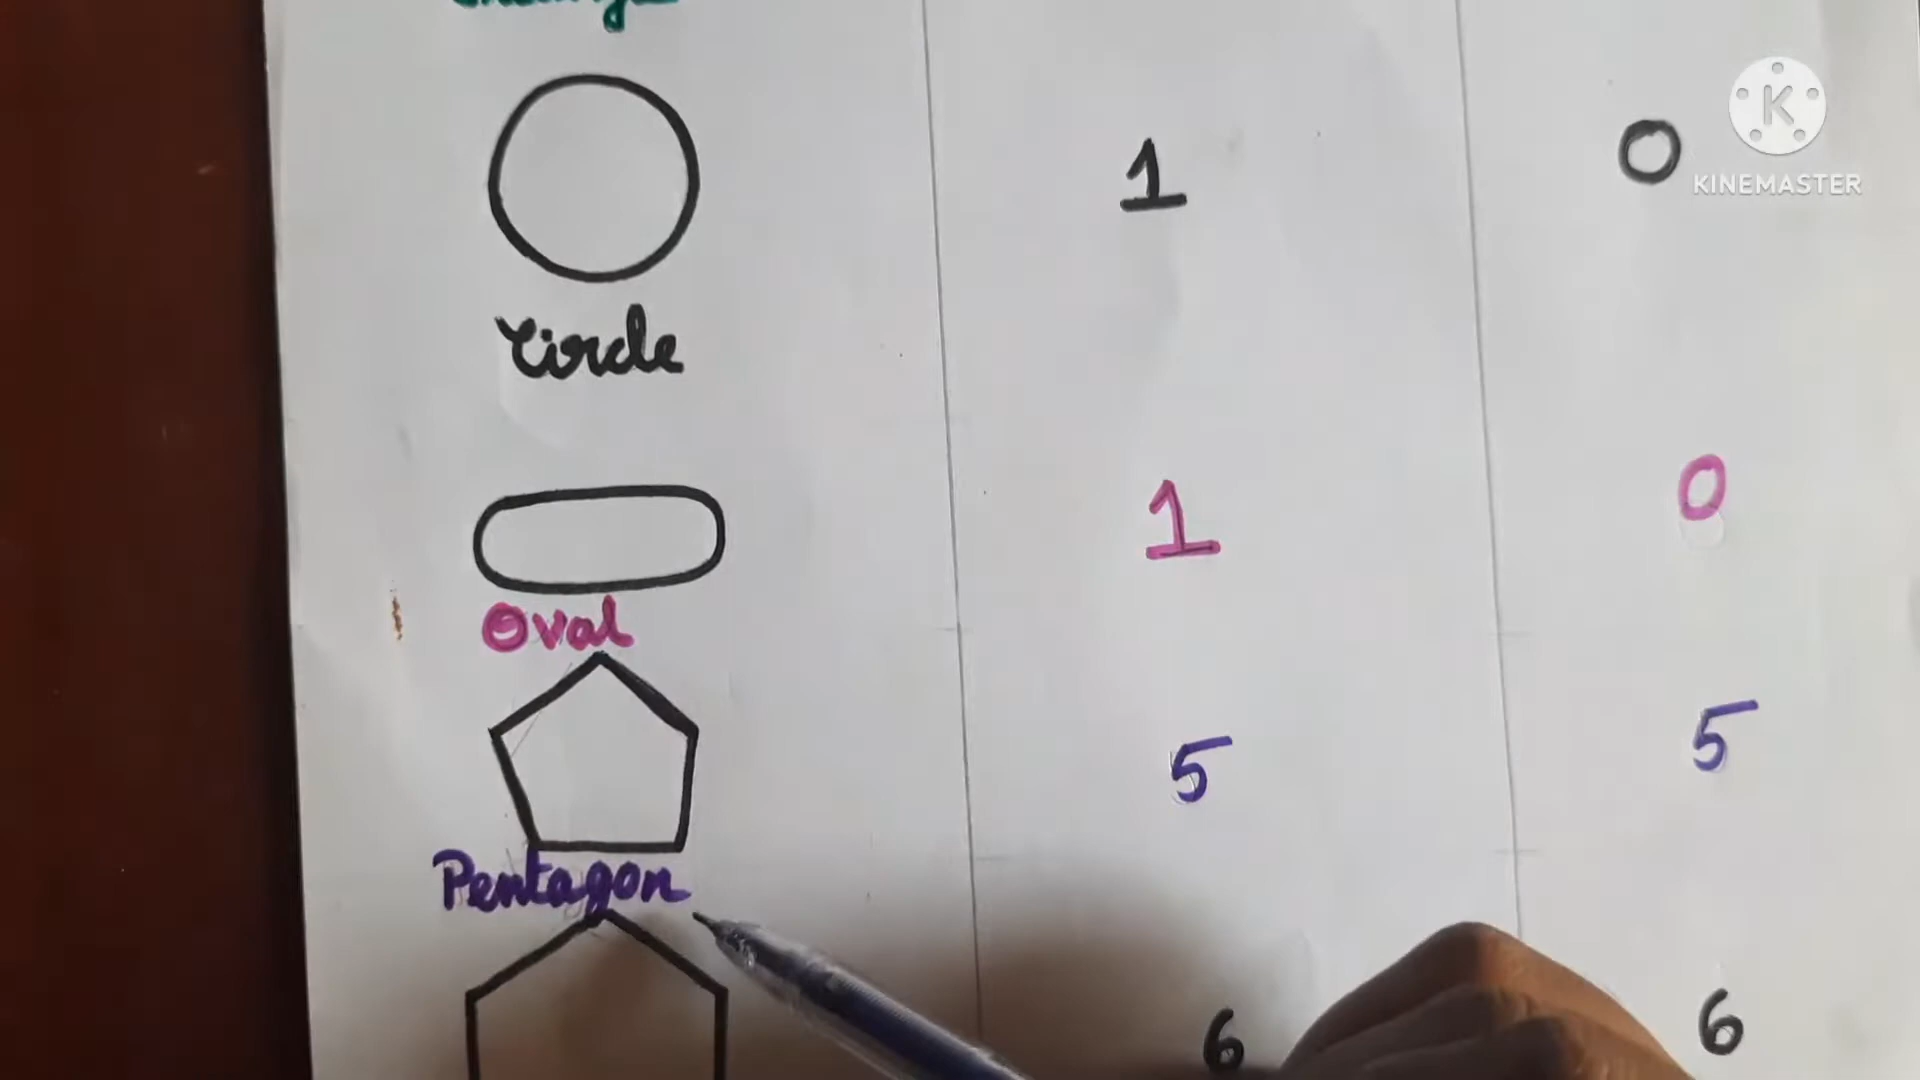 1 0
KINEMASTER
Circle
1 0
Oval
5 5
Pentagon
6 6